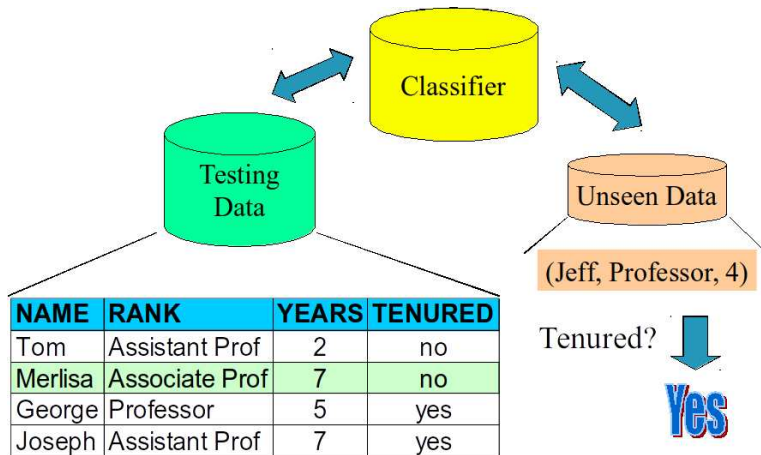 Classifier
Testing
Data
Unseen Data
(Jeff, Professor, 4)
NAME RANK YEARS TENURED
Tom Assistant Prof 2 no
Merlisa Associate Prof 7 no
George Professor 5 yes
Joseph Assistant Prof 7 yes
Tenured?
Yes